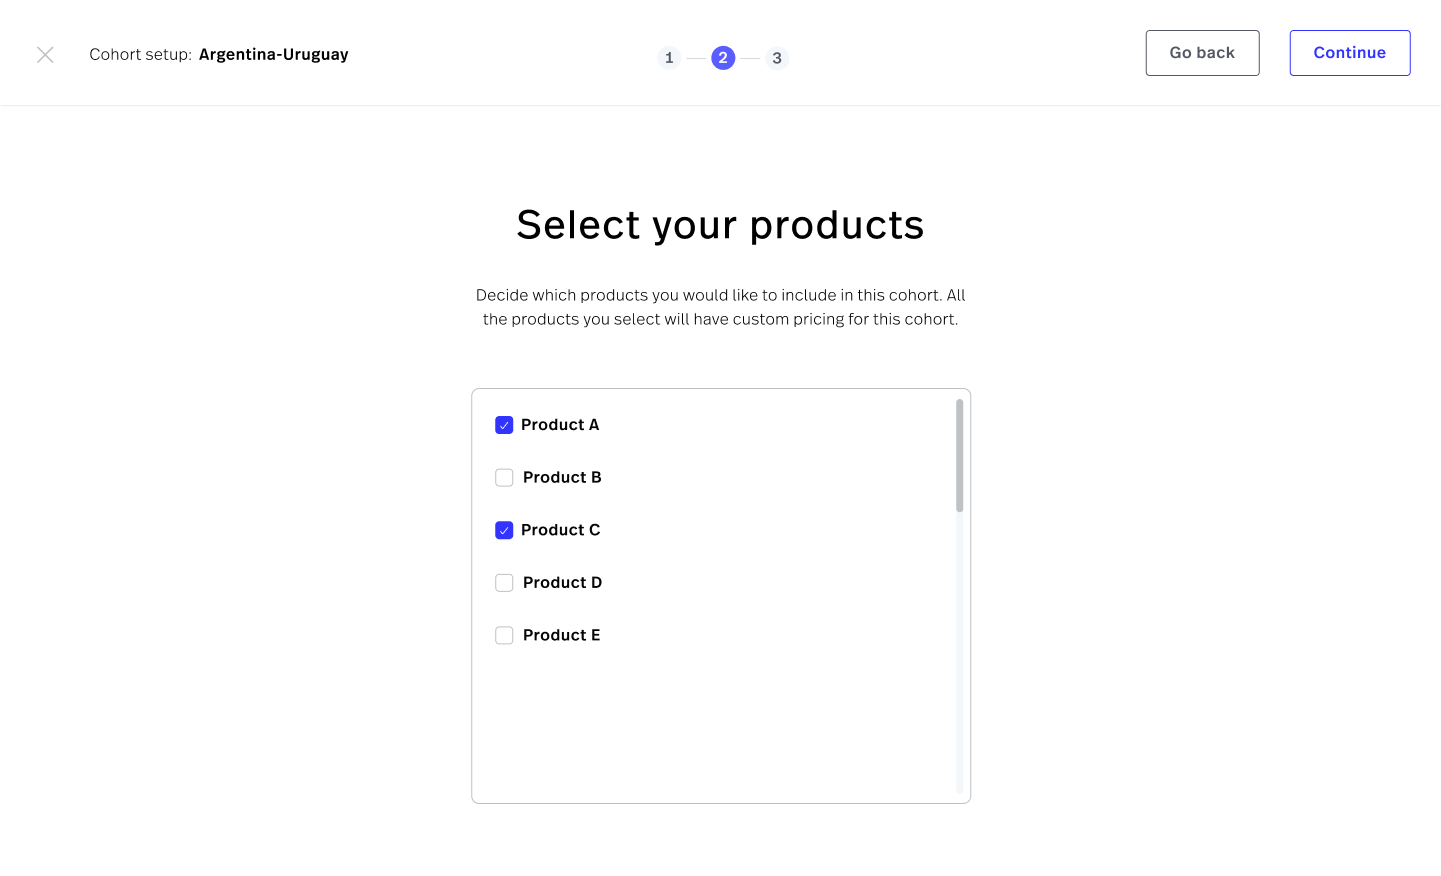 Cohort setup: Argentina-Uruguay
1 2 3
Go back
Continue
Select your products
Decide which products you would like to include in this cohort. All
the products you select will have custom pricing for this cohort.
Product A
Product B
Product C
Product D
Product E